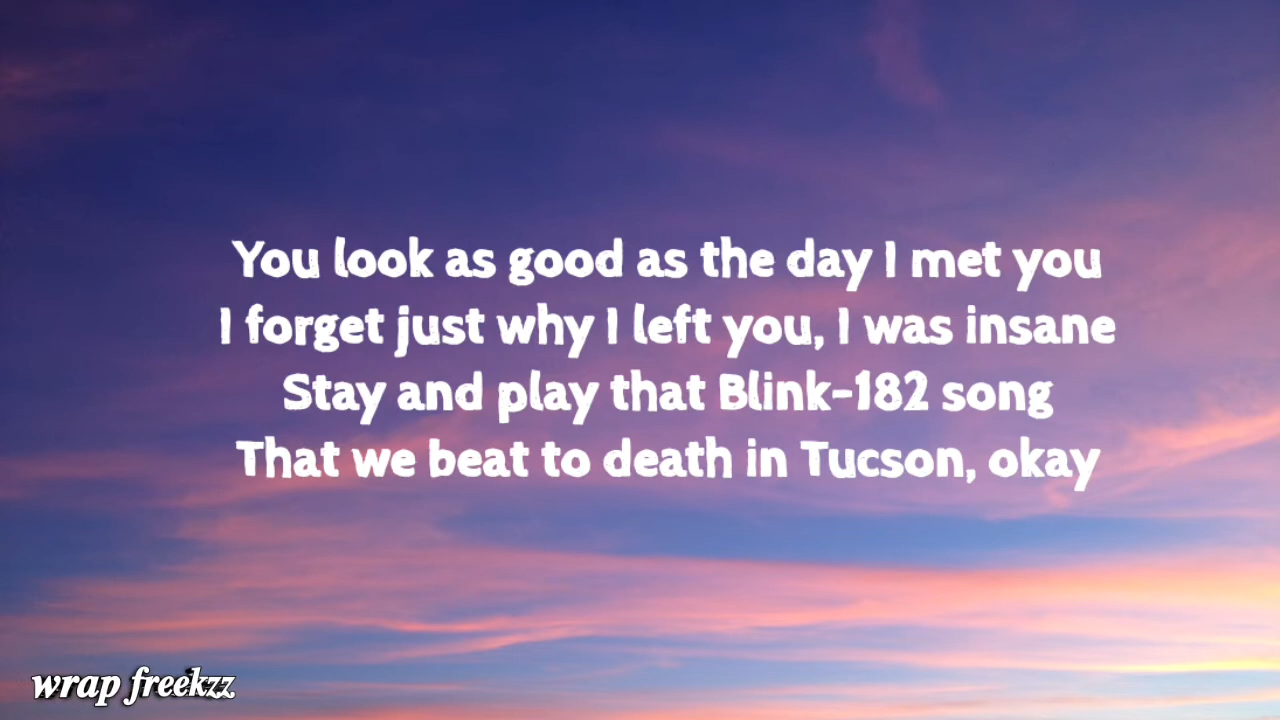 You look as good as the day I met you
I forget just why I left you, I was insane
Stay and play that Blink-182 song
That we beat to death in Tucson, okay
wrap freekzz